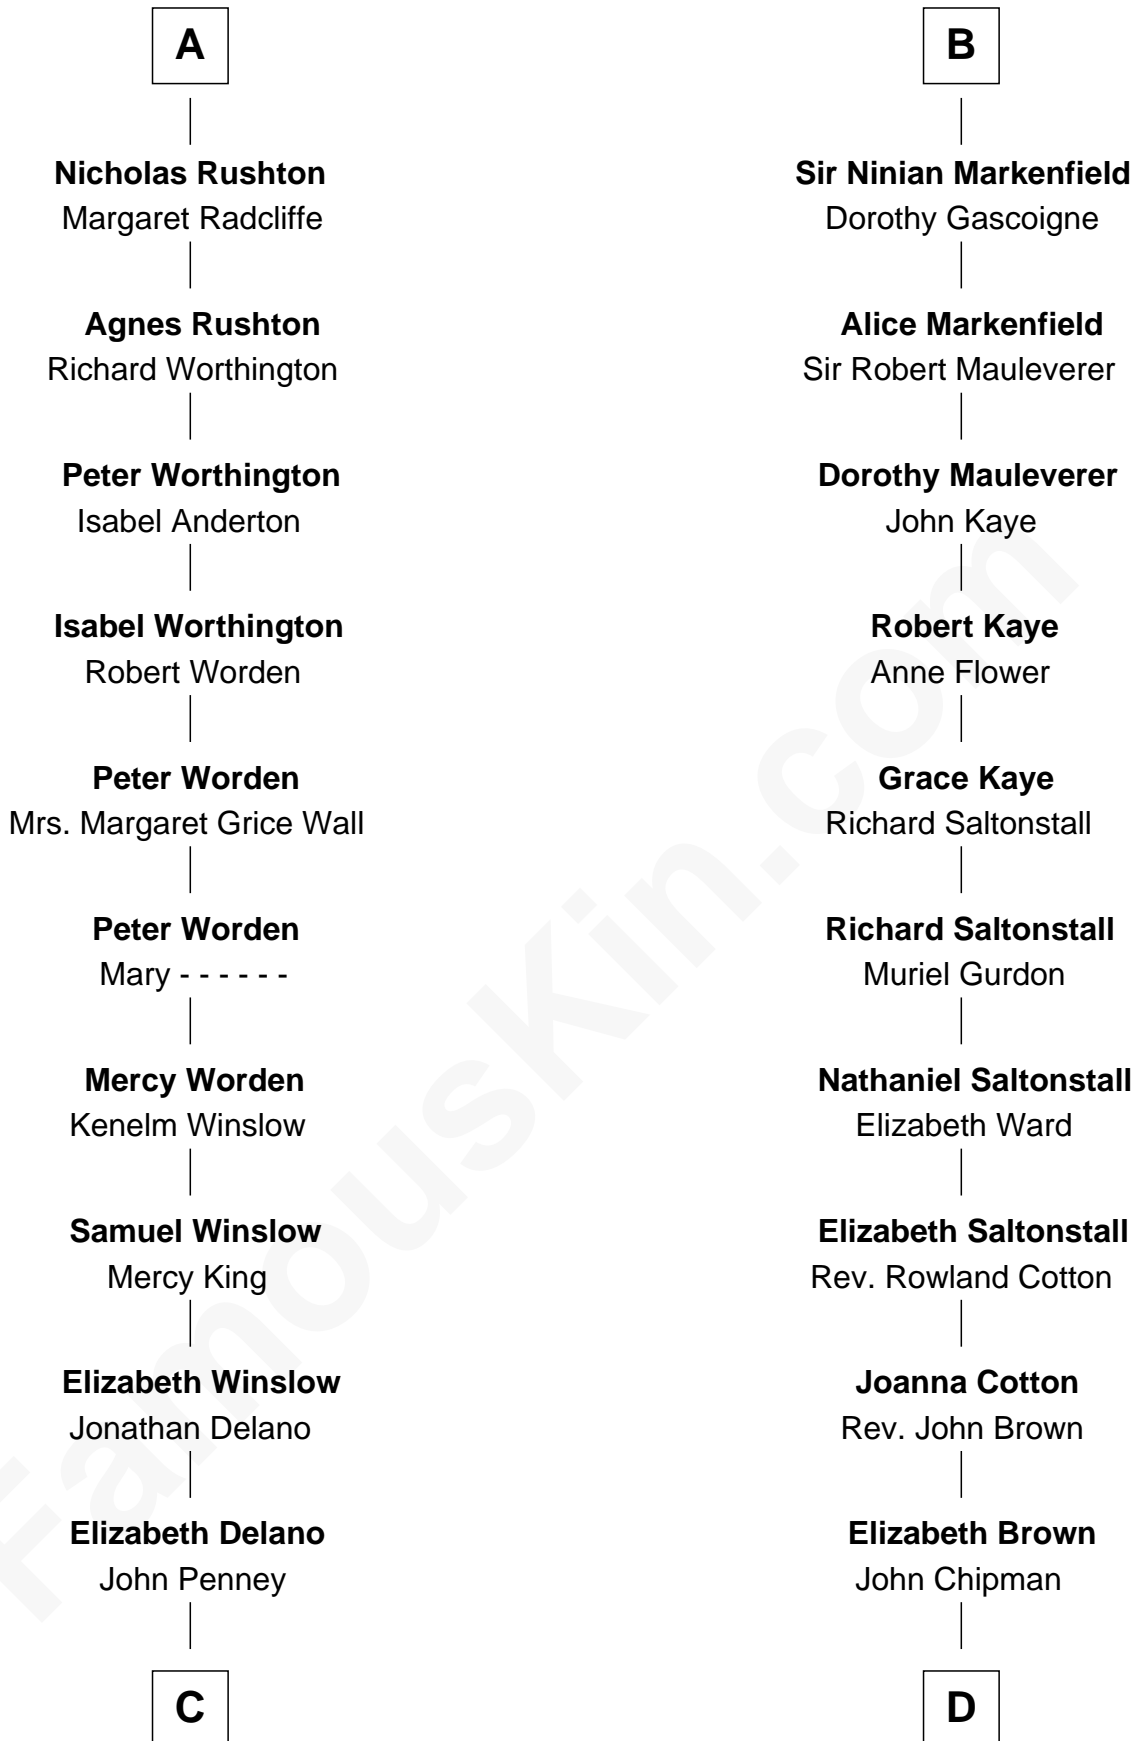 A
Nicholas Rushton
Margaret Radcliffe
Agnes Rushton
Richard Worthington
Peter Worthington
Isabel Anderton
Isabel Worthington
Robert Worden
Peter Worden
Mrs. Margaret Grice Wall
Peter Worden
Mary - - - - - -
Mercy Worden
Kenelm Winslow
Samuel Winslow
Mercy King
Elizabeth Winslow
Jonathan Delano
Elizabeth Delano
John Penney
C
B
Sir Ninian Markenfield
Dorothy Gascoigne
Alice Markenfield
Sir Robert Mauleverer
Dorothy Mauleverer
John Kaye
Robert Kaye
Anne Flower
Grace Kaye
Richard Saltonstall
Richard Saltonstall
Muriel Gurdon
Nathaniel Saltonstall
Elizabeth Ward
Elizabeth Saltonstall
Rev. Rowland Cotton
Joanna Cotton
Rev. John Brown
Elizabeth Brown
John Chipman
D
FamousKin.com